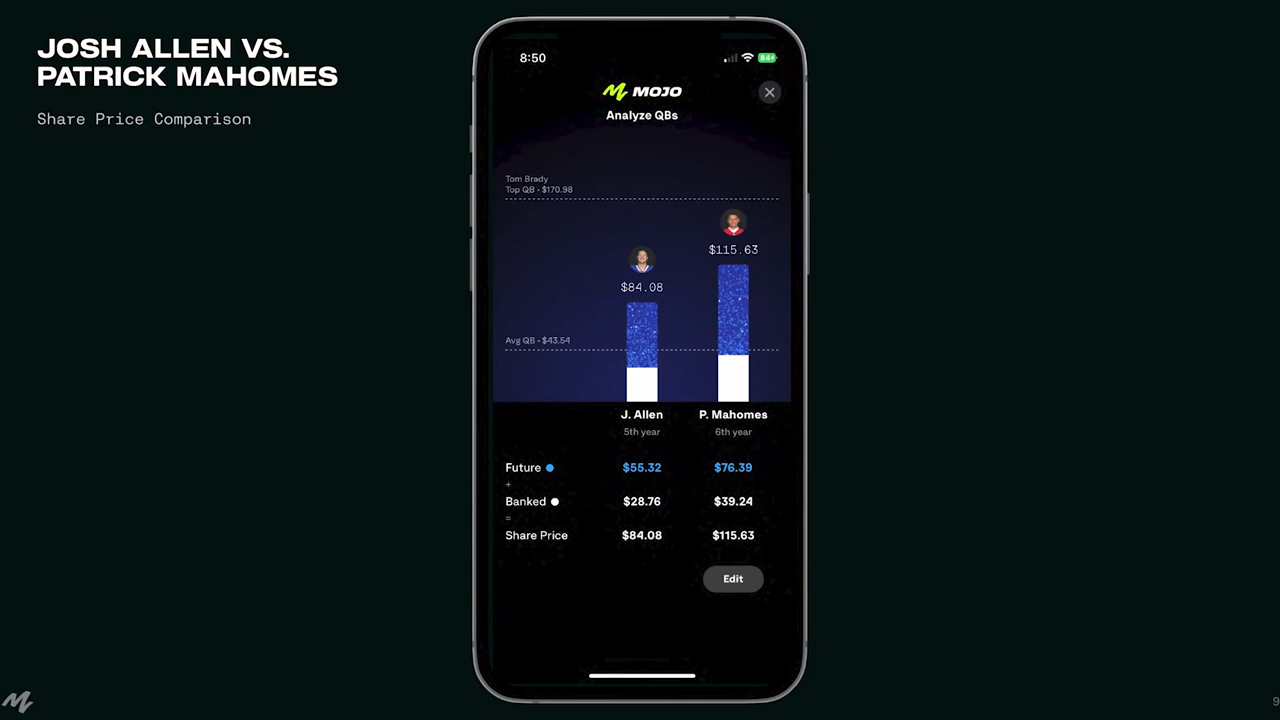 JOSH ALLEN VS.
PATRICK MAHOMES
Share Price Comparison
8:50
84
MOJO
Analyze QBs
Tom Brady
Top QB • $170.98
$115.63
$84.08
Avg QB • $43.54
J. Allen P. Mahomes
5th year 6th year
Future $55.32 $76.39
+
Banked $28.76 $39.24
=
Share Price $84.08 $115.63
Edit
9